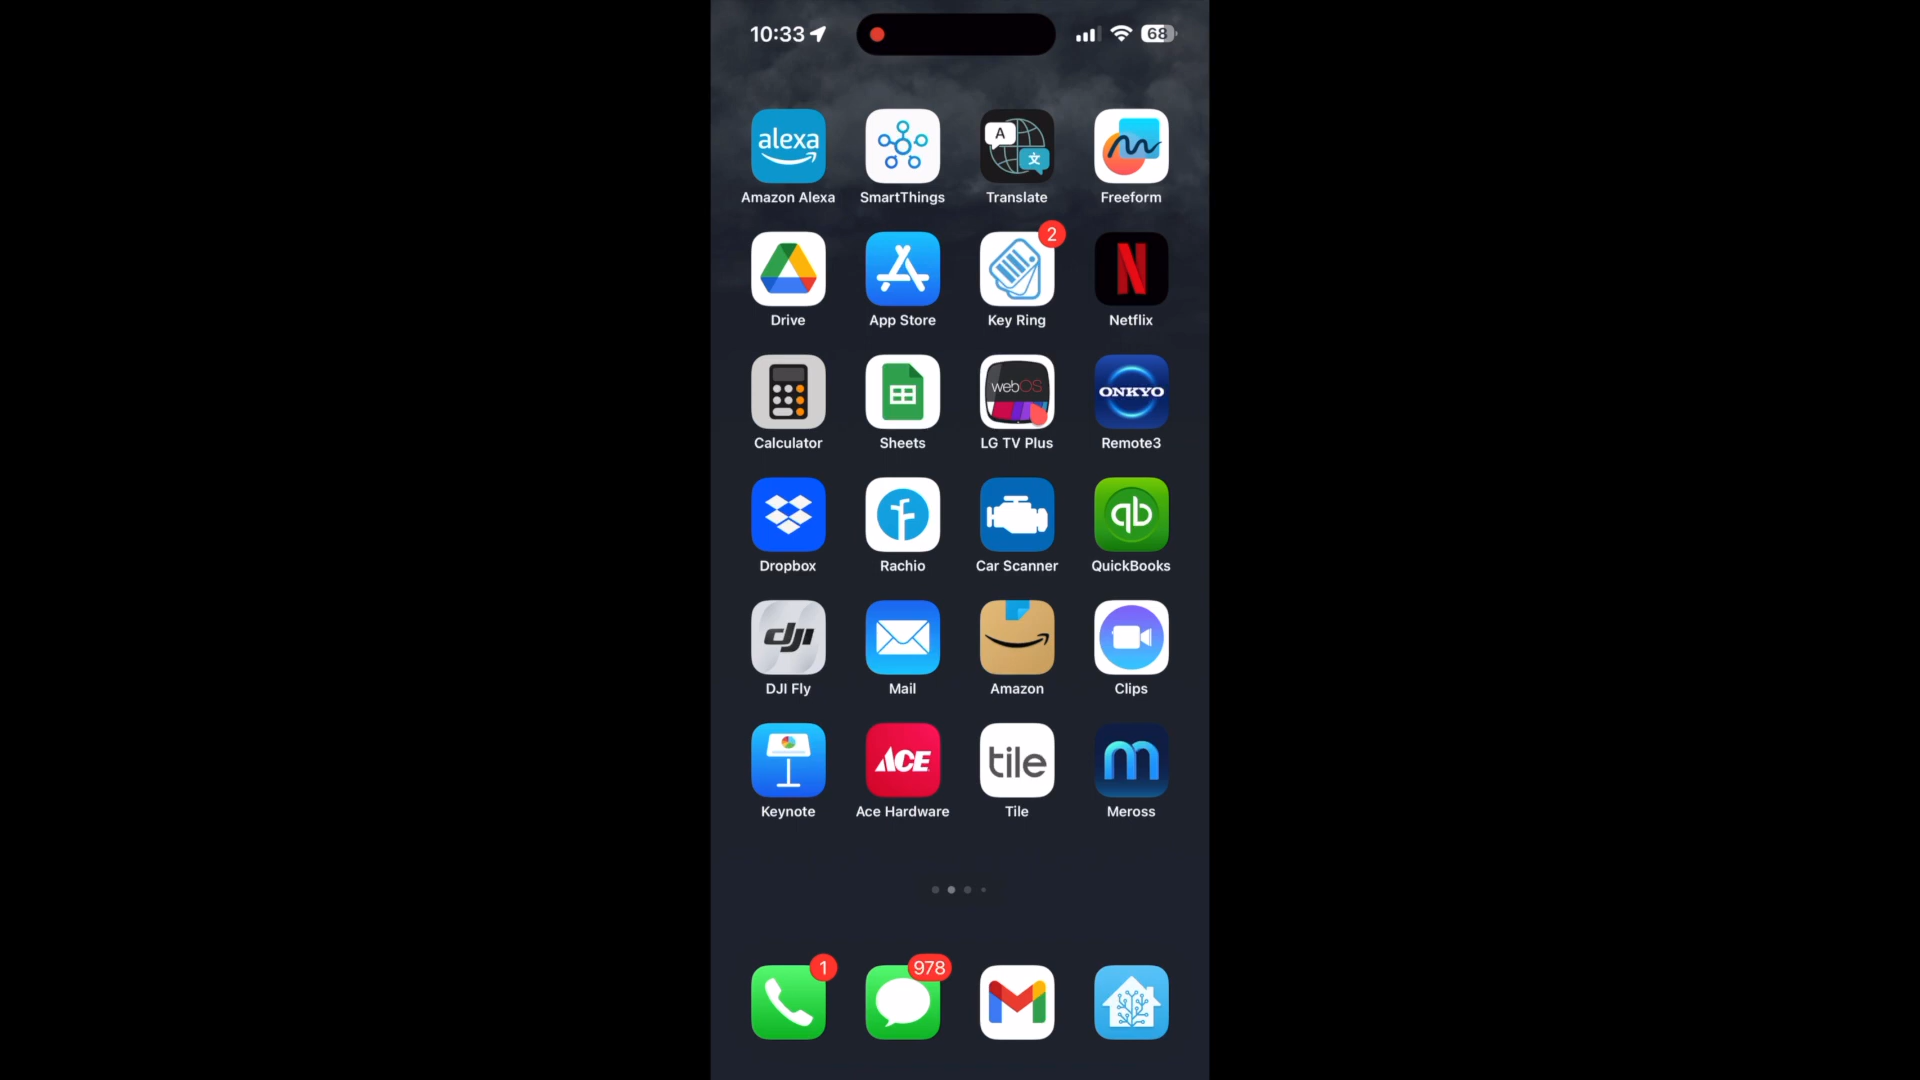 10:33
68
alexa
A
文
Amazon Alexa
SmartThings
Translate
Freeform
2
N
Drive
App Store
Key Ring
Netflix
webOS
ONKYO
Calculator
Sheets
LG TV Plus
Remote3
qb
Dropbox
Rachio
Car Scanner
QuickBooks
dji
DJI Fly
Mail
Amazon
Clips
ACE
tile
m
Keynote
Ace Hardware
Tile
Meross
1
978
M